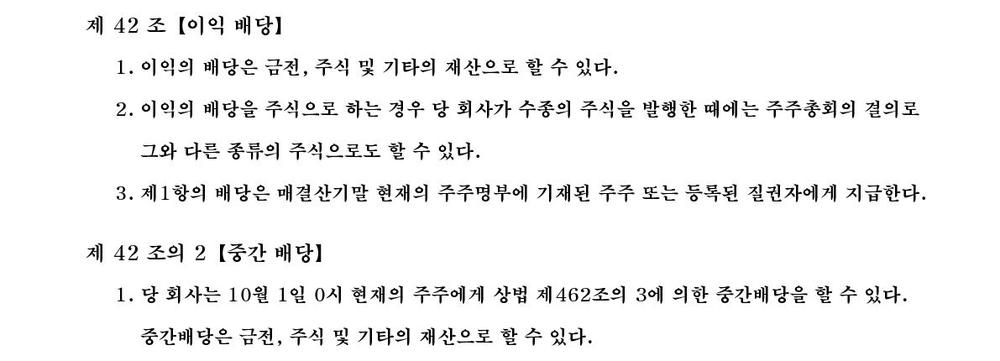 제 42 조【이익 배당】
1. 이익의 배당은 금전, 주식 및 기타의 재산으로 할 수 있다.
2. 이익의 배당을 주식으로 하는 경우 당 회사가 수종의 주식을 발행한 때에는 주주총회의 결의로
그와 다른 종류의 주식으로도 할 수 있다.
3. 제1항의 배당은 매결산기말 현재의 주주명부에 기재된 주주 또는 등록된 질권자에게 지급한다.
제 42 조의 2【중간 배당】
1. 당 회사는 10월 1일 0시 현재의 주주에게 상법 제462조의 3에 의한 중간배당을 할 수 있다.
중간배당은 금전, 주식 및 기타의 재산으로 할 수 있다.